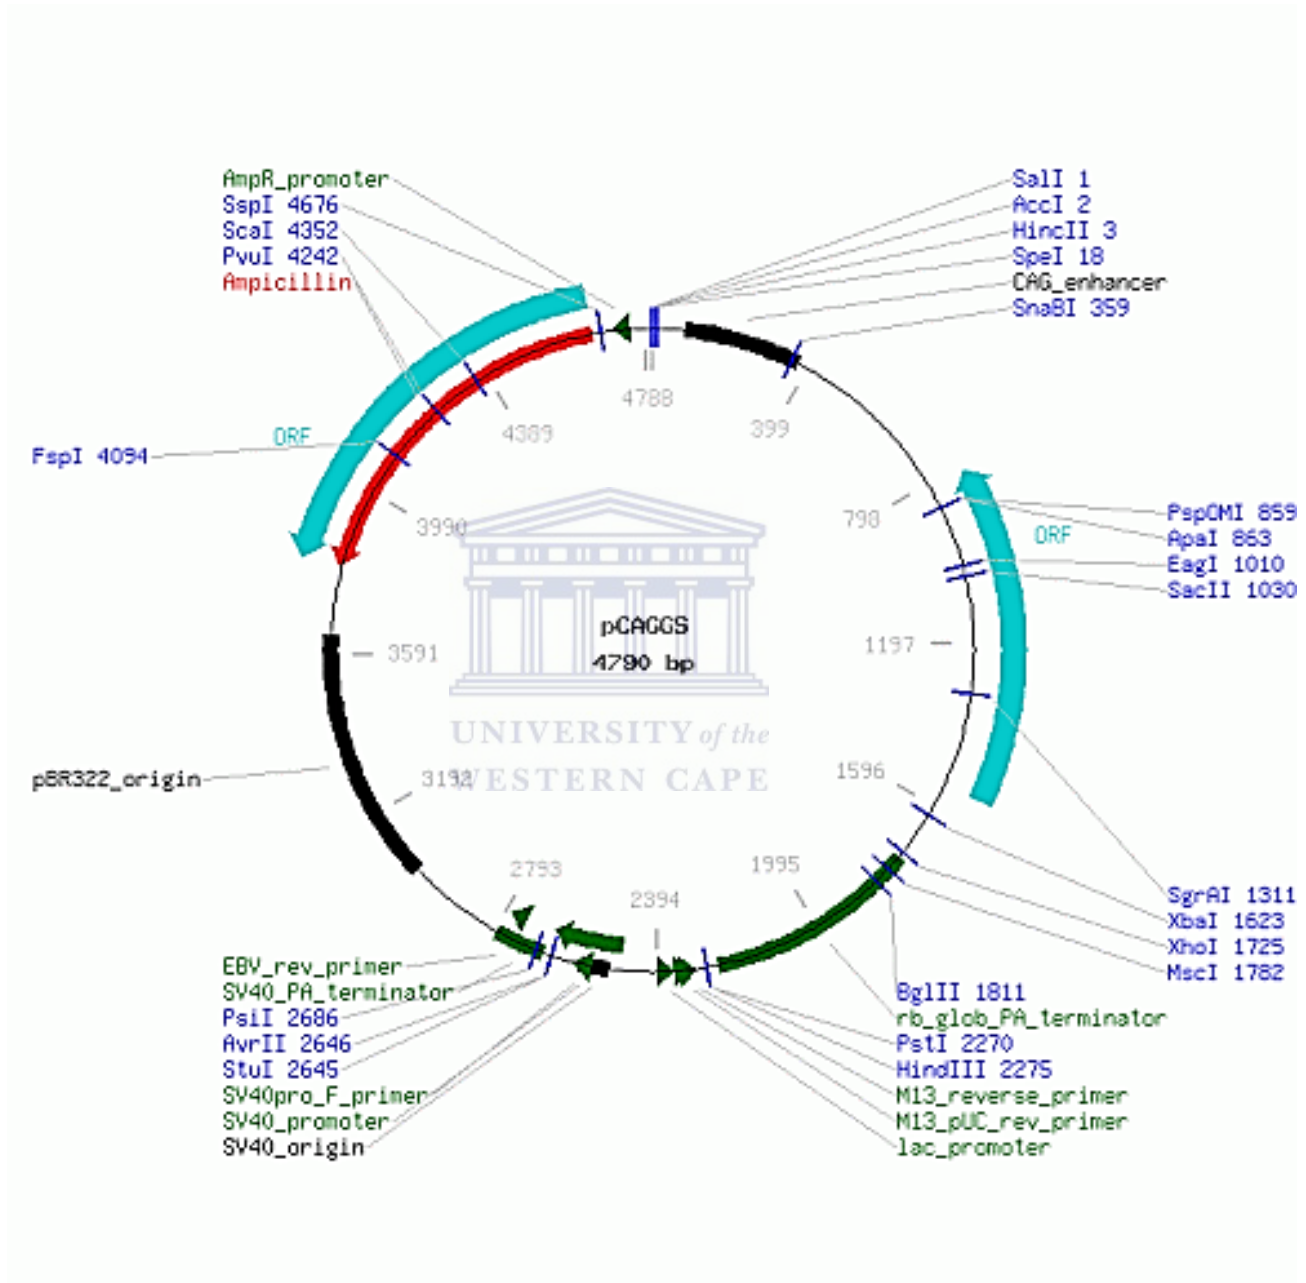 AmpR_promoter
SspI 4676
ScaI 4352
PvuI 4242
Ampicillin
SalI 1
AccI 2
HincII 3
SpeI 18
CAG_enhancer
SnaBI 359
4788
399
4389
ORF
FspI 4094
3990
798
PspOMI 859
ApaI 863
ORF
EagI 1010
SacII 1030
pCAGGS
4790 bp
3591
1197
UNIVERSITY of the
WESTERN CAPE
pBR322_origin
3192
1596
2793
1995
2394
SgrAI 1311
XbaI 1623
XhoI 1725
MscI 1782
EBV_rev_primer
SV40_PA_terminator
PsiI 2686
AvrII 2646
StuI 2645
SV40pro_F_primer
SV40_promoter
SV40_origin
BglII 1811
rb_glob_PA_terminator
PstI 2270
HindIII 2275
M13_reverse_primer
M13_pUC_rev_primer
lac_promoter